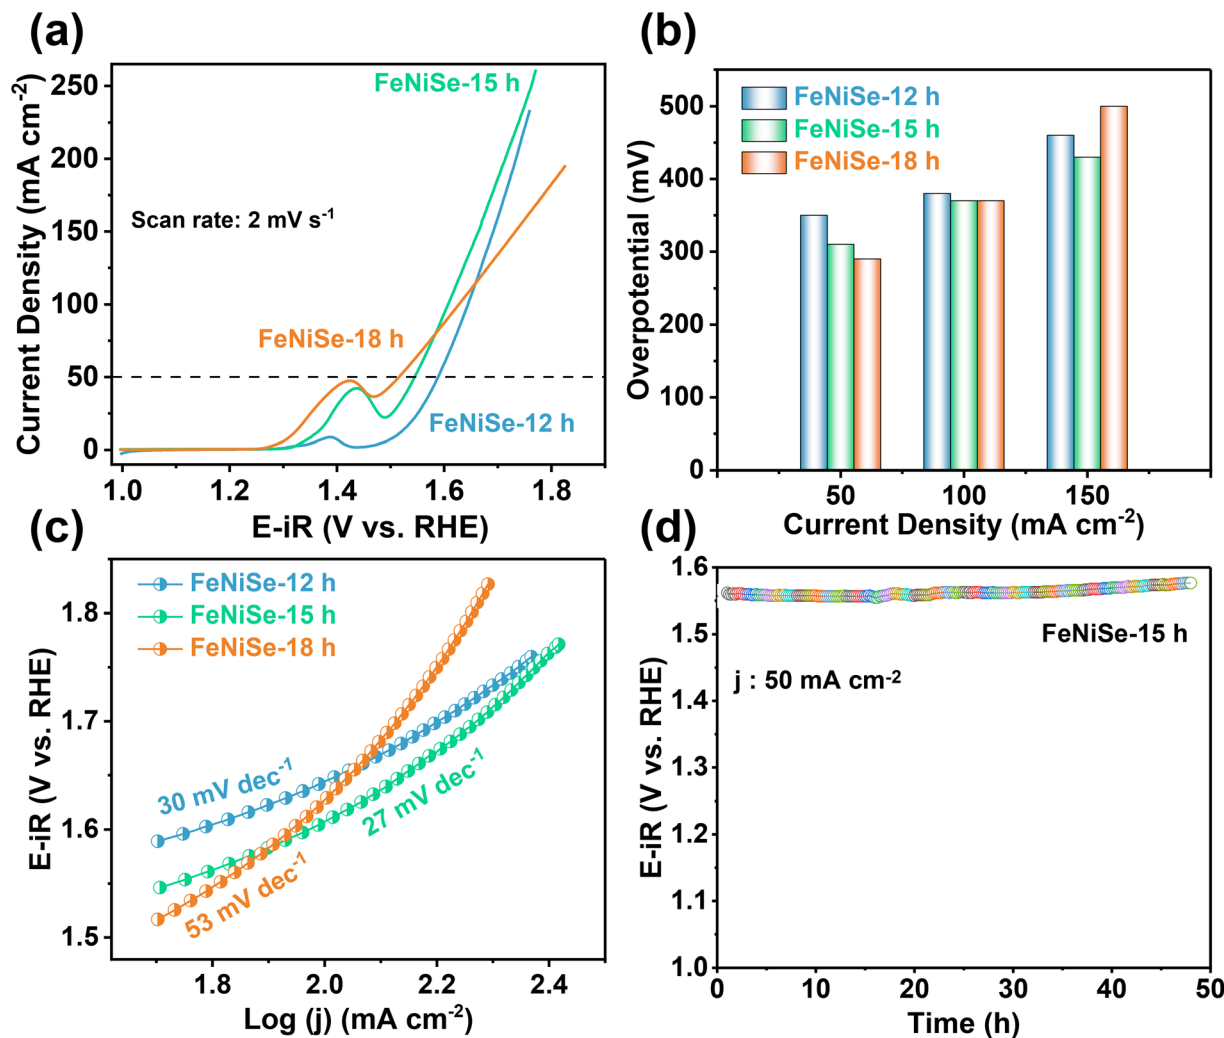 (a)
Current Density (mA cm⁻²)
250
200
150
100
50
0
FeNiSe-15 h
Scan rate: 2 mV s⁻¹
FeNiSe-18 h
FeNiSe-12 h
1.0 1.2 1.4 1.6 1.8
E-iR (V vs. RHE)
(b)
Overpotential (mV)
500
400
300
200
100
0
FeNiSe-12 h
FeNiSe-15 h
FeNiSe-18 h
50 100 150
Current Density (mA cm⁻²)
(c)
E-iR (V vs. RHE)
1.8
1.7
1.6
1.5
FeNiSe-12 h
FeNiSe-15 h
FeNiSe-18 h
30 mV dec⁻¹
27 mV dec⁻¹
53 mV dec⁻¹
1.8 2.0 2.2 2.4
Log (j) (mA cm⁻²)
(d)
E-iR (V vs. RHE)
1.6
1.5
1.4
1.3
1.2
1.1
1.0
FeNiSe-15 h
j : 50 mA cm⁻²
0 10 20 30 40 50
Time (h)